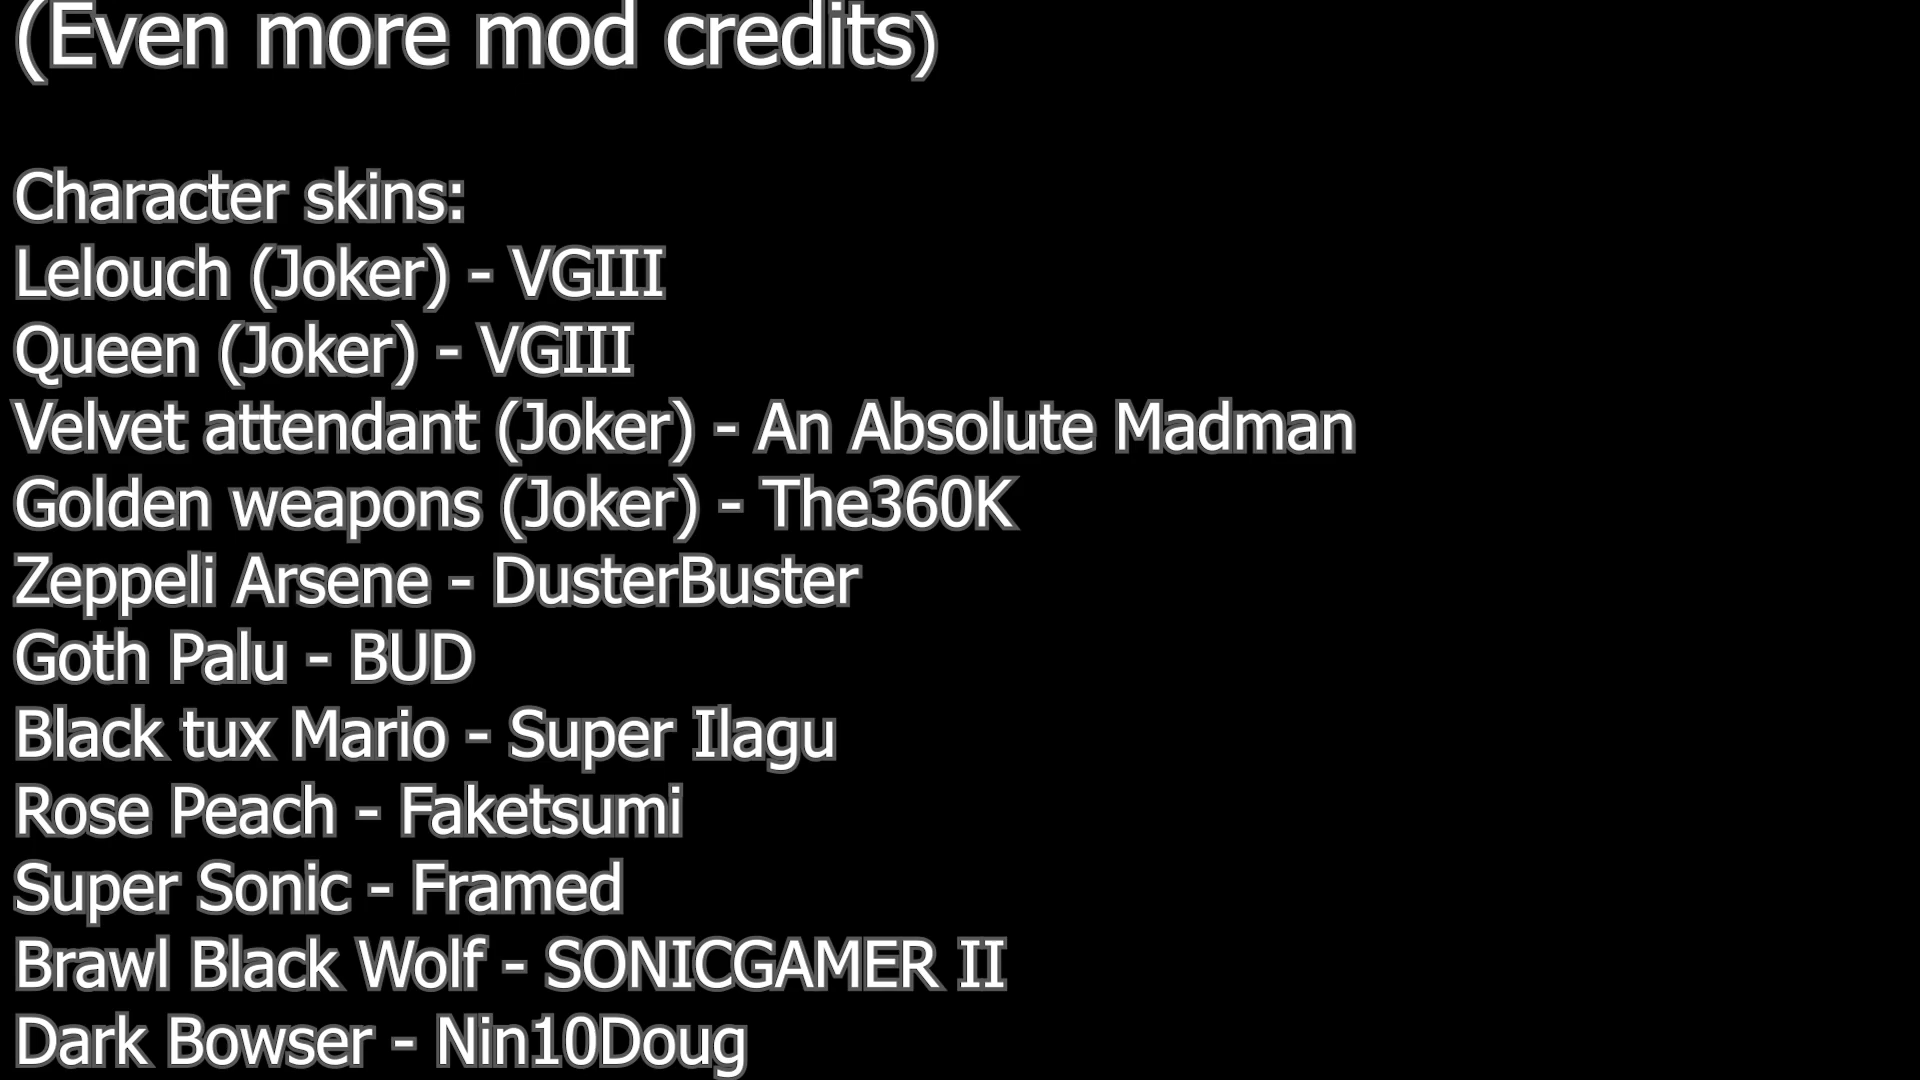 (Even more mod credits)
Character skins:
Lelouch (Joker) - VGIII
Queen (Joker) - VGIII
Velvet attendant (Joker) - An Absolute Madman
Golden weapons (Joker) - The360K
Zeppeli Arsene - DusterBuster
Goth Palu - BUD
Black tux Mario - Super Ilagu
Rose Peach - Faketsumi
Super Sonic - Framed
Brawl Black Wolf - SONICGAMER II
Dark Bowser - Nin10Doug